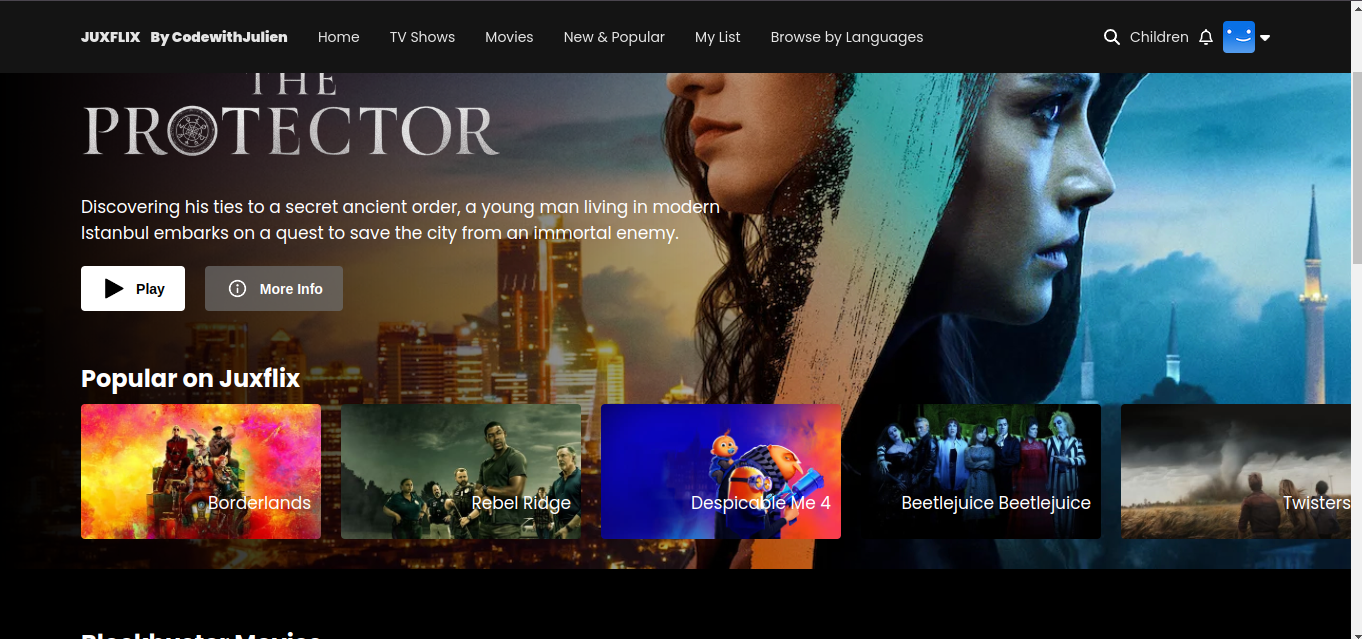 JUXFLIX By CodewithJulien Home TV Shows Movies New & Popular My List Browse by Languages Children
THE
PROTECTOR
Discovering his ties to a secret ancient order, a young man living in modern
Istanbul embarks on a quest to save the city from an immortal enemy.
Play More Info
Popular on Juxflix
Borderlands Rebel Ridge Despicable Me 4 Beetlejuice Beetlejuice Twisters
Blockbuster Movies